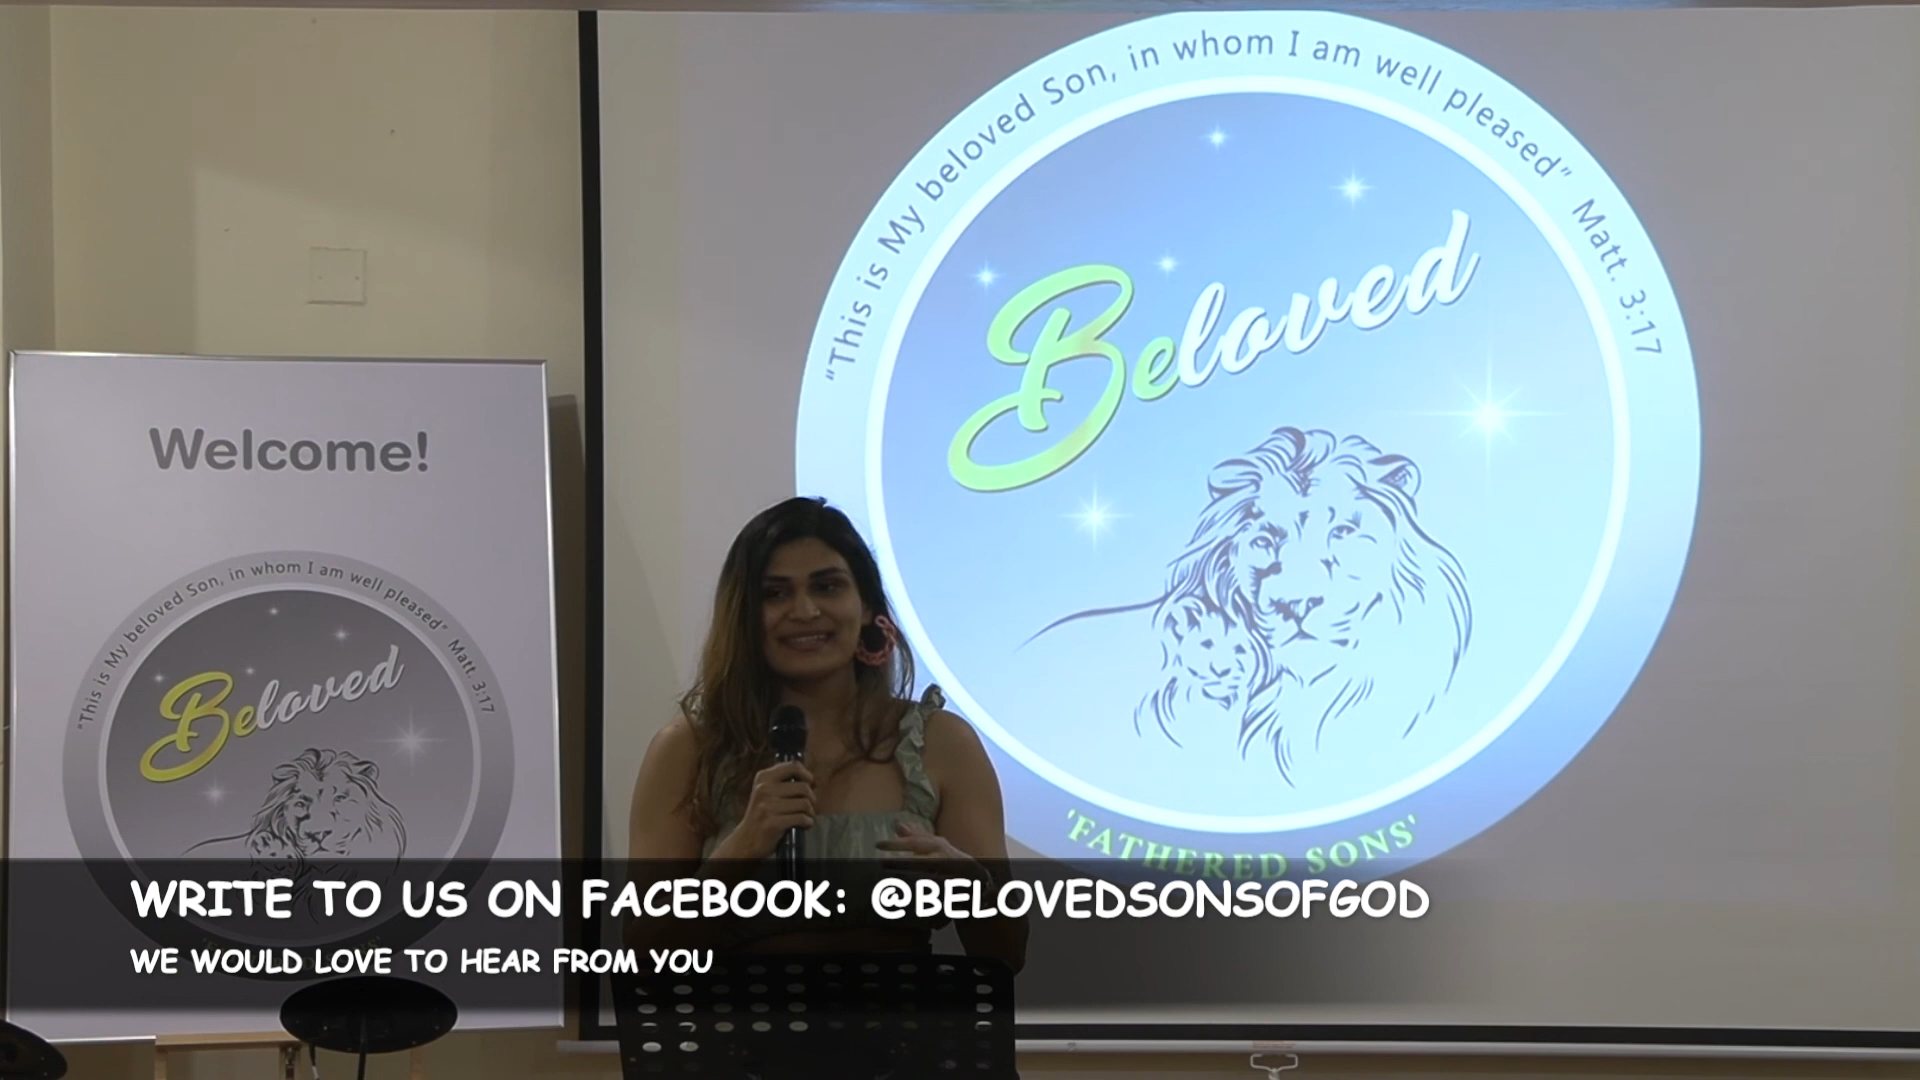 "This is My beloved Son, in whom I am well pleased" Matt. 3:17
Beloved
'FATHERED SONS'
Welcome!
"This is My beloved Son, in whom I am well pleased" Matt. 3:17
Beloved
WRITE TO US ON FACEBOOK: @BELOVEDSONSOFGOD
WE WOULD LOVE TO HEAR FROM YOU